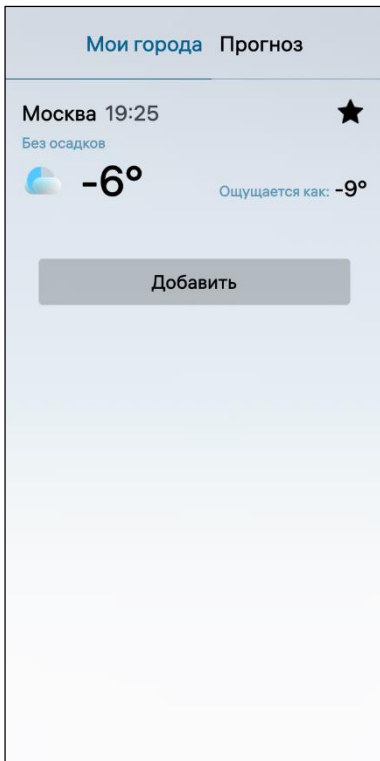 Мои города Прогноз
Москва 19:25
Без осадков
-6°
Ощущается как: -9°
Добавить